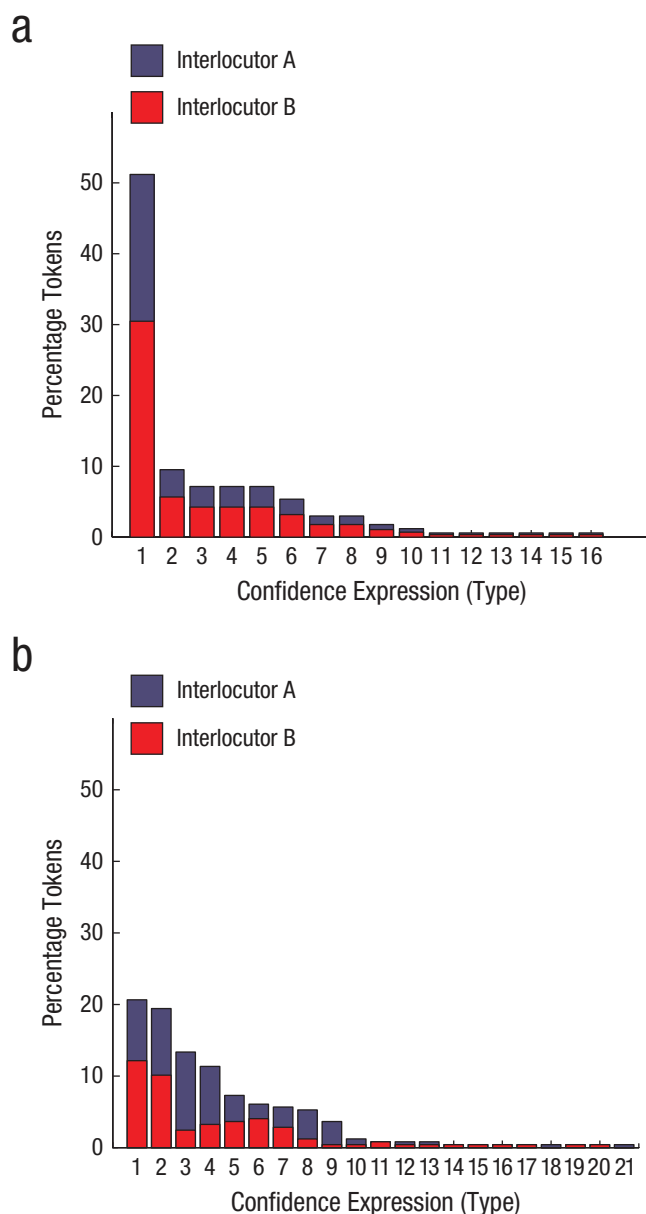 a
Interlocutor A
Interlocutor B
50
40
30
20
10
0
Percentage Tokens
1 2 3 4 5 6 7 8 9 10 11 12 13 14 15 16
Confidence Expression (Type)
b
Interlocutor A
Interlocutor B
50
40
30
20
10
0
Percentage Tokens
1 2 3 4 5 6 7 8 9 10 11 12 13 14 15 16 17 18 19 20 21
Confidence Expression (Type)